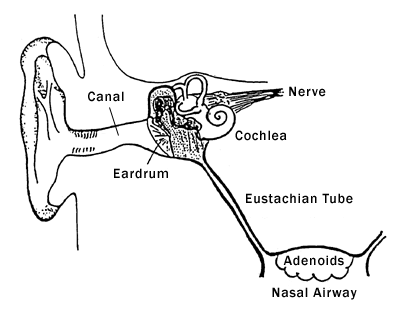 Nerve
Canal
Cochlea
Eardrum
Eustachian Tube
Adenoids
Nasal Airway